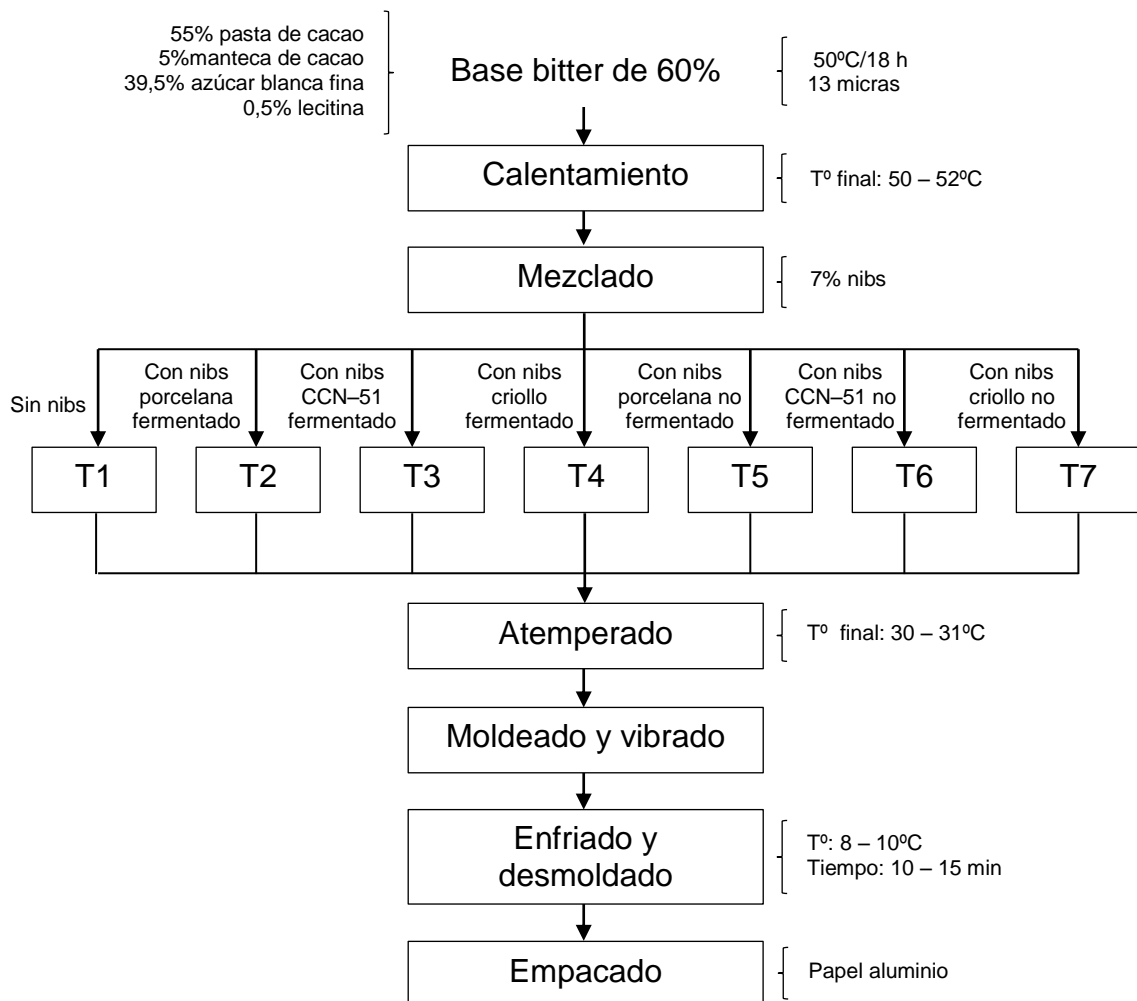 55% pasta de cacao
5%manteca de cacao
39,5% azúcar blanca fina
0,5% lecitina
Base bitter de 60%
50ºC/18 h
13 micras
Calentamiento
Tº final: 50 – 52ºC
Mezclado
7% nibs
Sin nibs
Con nibs
porcelana
fermentado
Con nibs
CCN–51
fermentado
Con nibs
criollo
fermentado
Con nibs
porcelana no
fermentado
Con nibs
CCN–51 no
fermentado
Con nibs
criollo no
fermentado
T1
T2
T3
T4
T5
T6
T7
Atemperado
Tº final: 30 – 31ºC
Moldeado y vibrado
Enfriado y
desmoldado
Tº: 8 – 10ºC
Tiempo: 10 – 15 min
Empacado
Papel aluminio